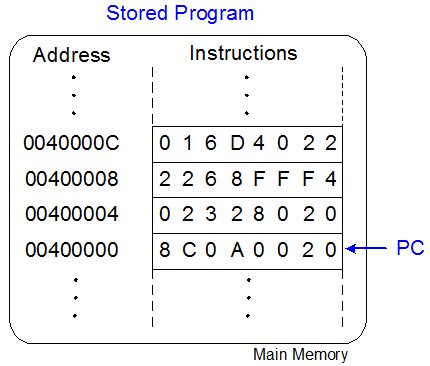 Stored Program
Address Instructions
0040000C 0 1 6 D 4 0 2 2
00400008 2 2 6 8 F F F 4
00400004 0 2 3 2 8 0 2 0
00400000 8 C 0 A 0 0 2 0 PC
Main Memory